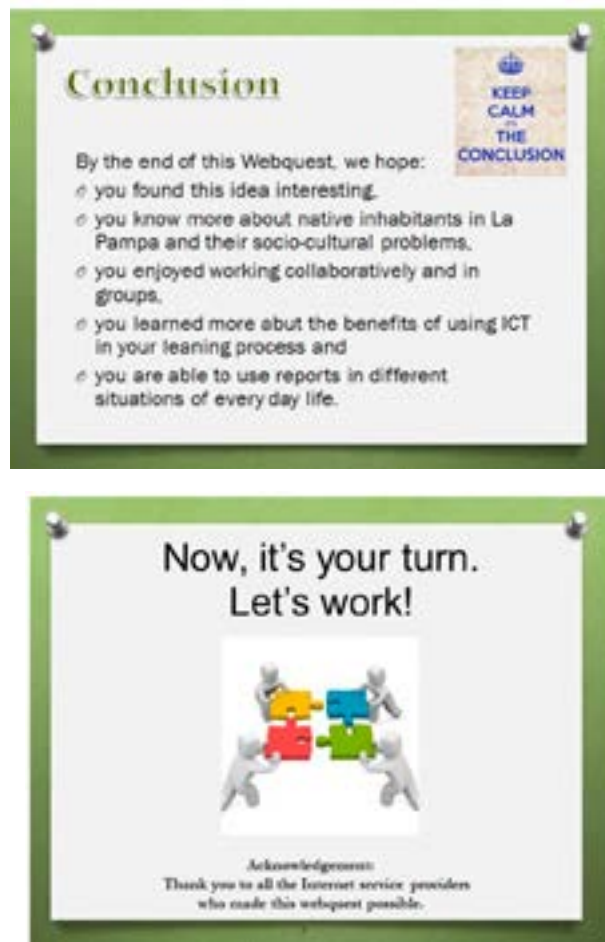 Conclusion
KEEP
CALM
THE
CONCLUSION
By the end of this Webquest, we hope:
you found this idea interesting,
you know more about native inhabitants in La
Pampa and their socio-cultural problems,
you enjoyed working collaboratively and in
groups,
you learned more abut the benefits of using ICT
in your leaning process and
you are able to use reports in different
situations of every day life.
Now, it's your turn.
Let's work!
Acknowledgement:
Thank you to all the Internet service providers
who made this webquest possible.